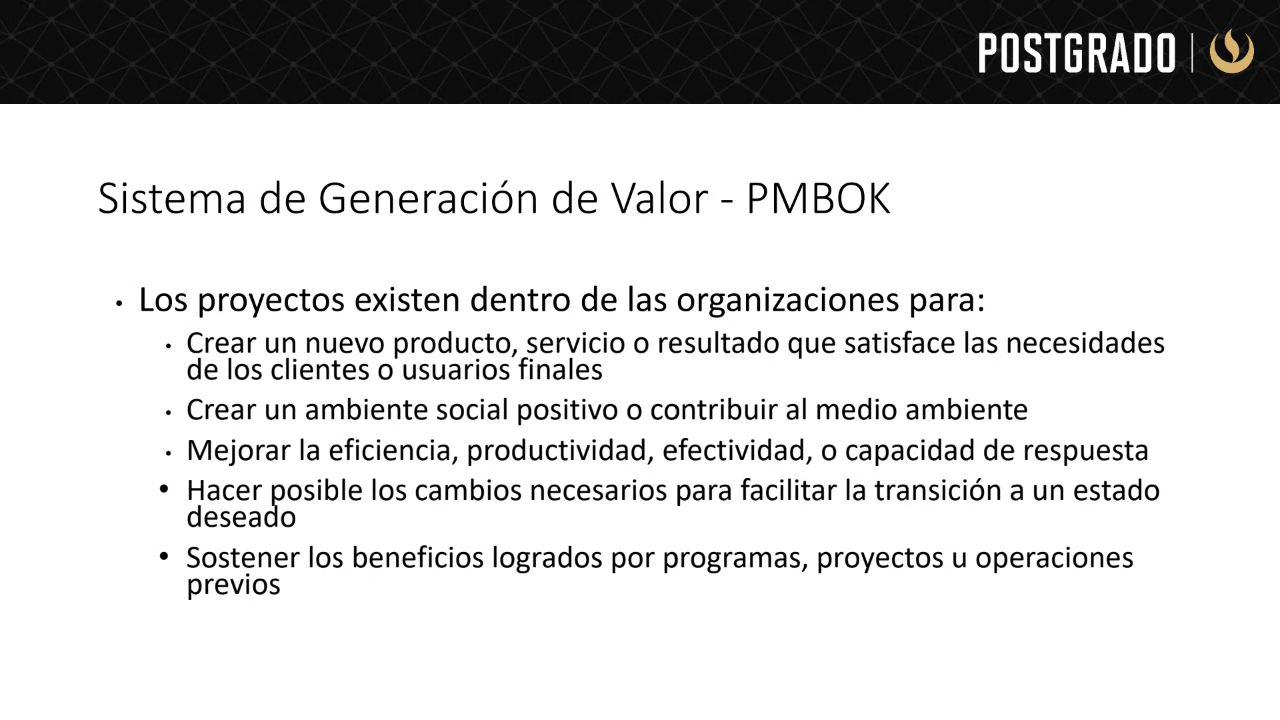 POSTGRADO
Sistema de Generación de Valor - PMBOK
• Los proyectos existen dentro de las organizaciones para:
• Crear un nuevo producto, servicio o resultado que satisface las necesidades
de los clientes o usuarios finales
• Crear un ambiente social positivo o contribuir al medio ambiente
• Mejorar la eficiencia, productividad, efectividad, o capacidad de respuesta
• Hacer posible los cambios necesarios para facilitar la transición a un estado
deseado
• Sostener los beneficios logrados por programas, proyectos u operaciones
previos